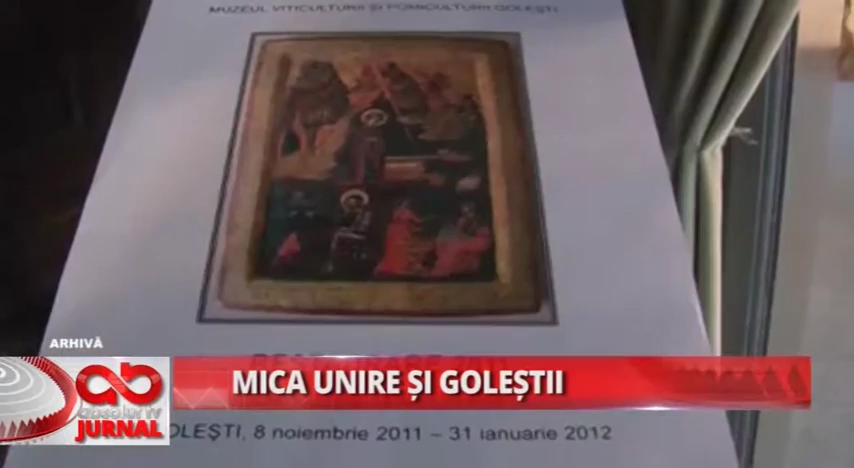 MUZEUL VITICULTURII ȘI POMICULTURII GOLEȘTI
ARHIVĂ
MICA UNIRE ȘI GOLEȘTII
absolut tv
JURNAL
GOLEȘTI, 8 noiembrie 2011 – 31 ianuarie 2012